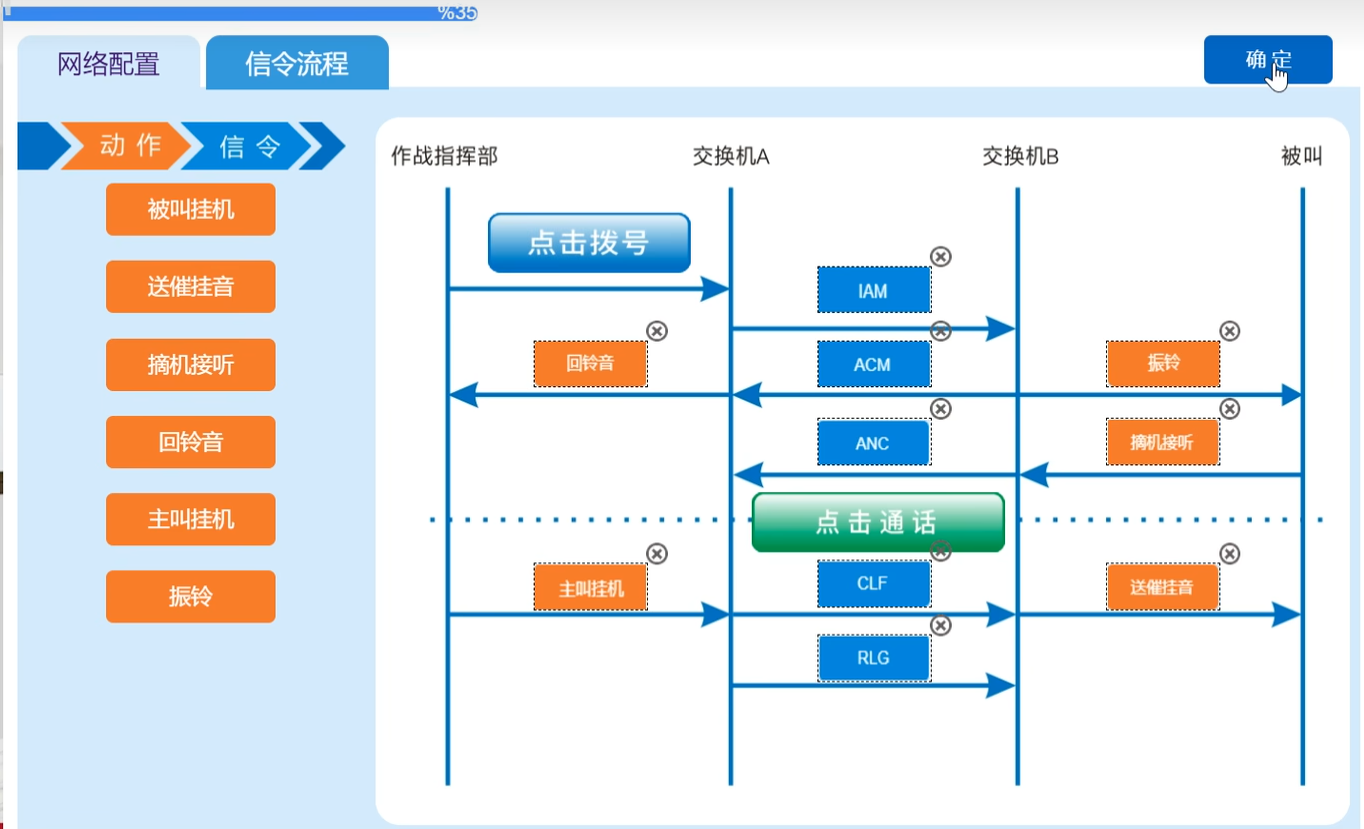 %35
网络配置
信令流程
确定
动作
信令
被叫挂机
送催挂音
摘机接听
回铃音
主叫挂机
振铃
作战指挥部
交换机A
交换机B
被叫
点击拨号
IAM
回铃音
ACM
振铃
ANC
摘机接听
点击通话
主叫挂机
CLF
送催挂音
RLG